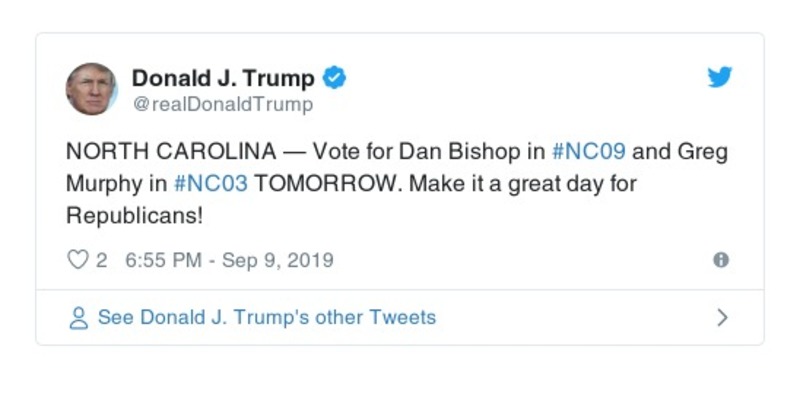 Donald J. Trump
@realDonaldTrump
NORTH CAROLINA — Vote for Dan Bishop in #NC09 and Greg
Murphy in #NC03 TOMORROW. Make it a great day for
Republicans!
2 6:55 PM - Sep 9, 2019
See Donald J. Trump's other Tweets